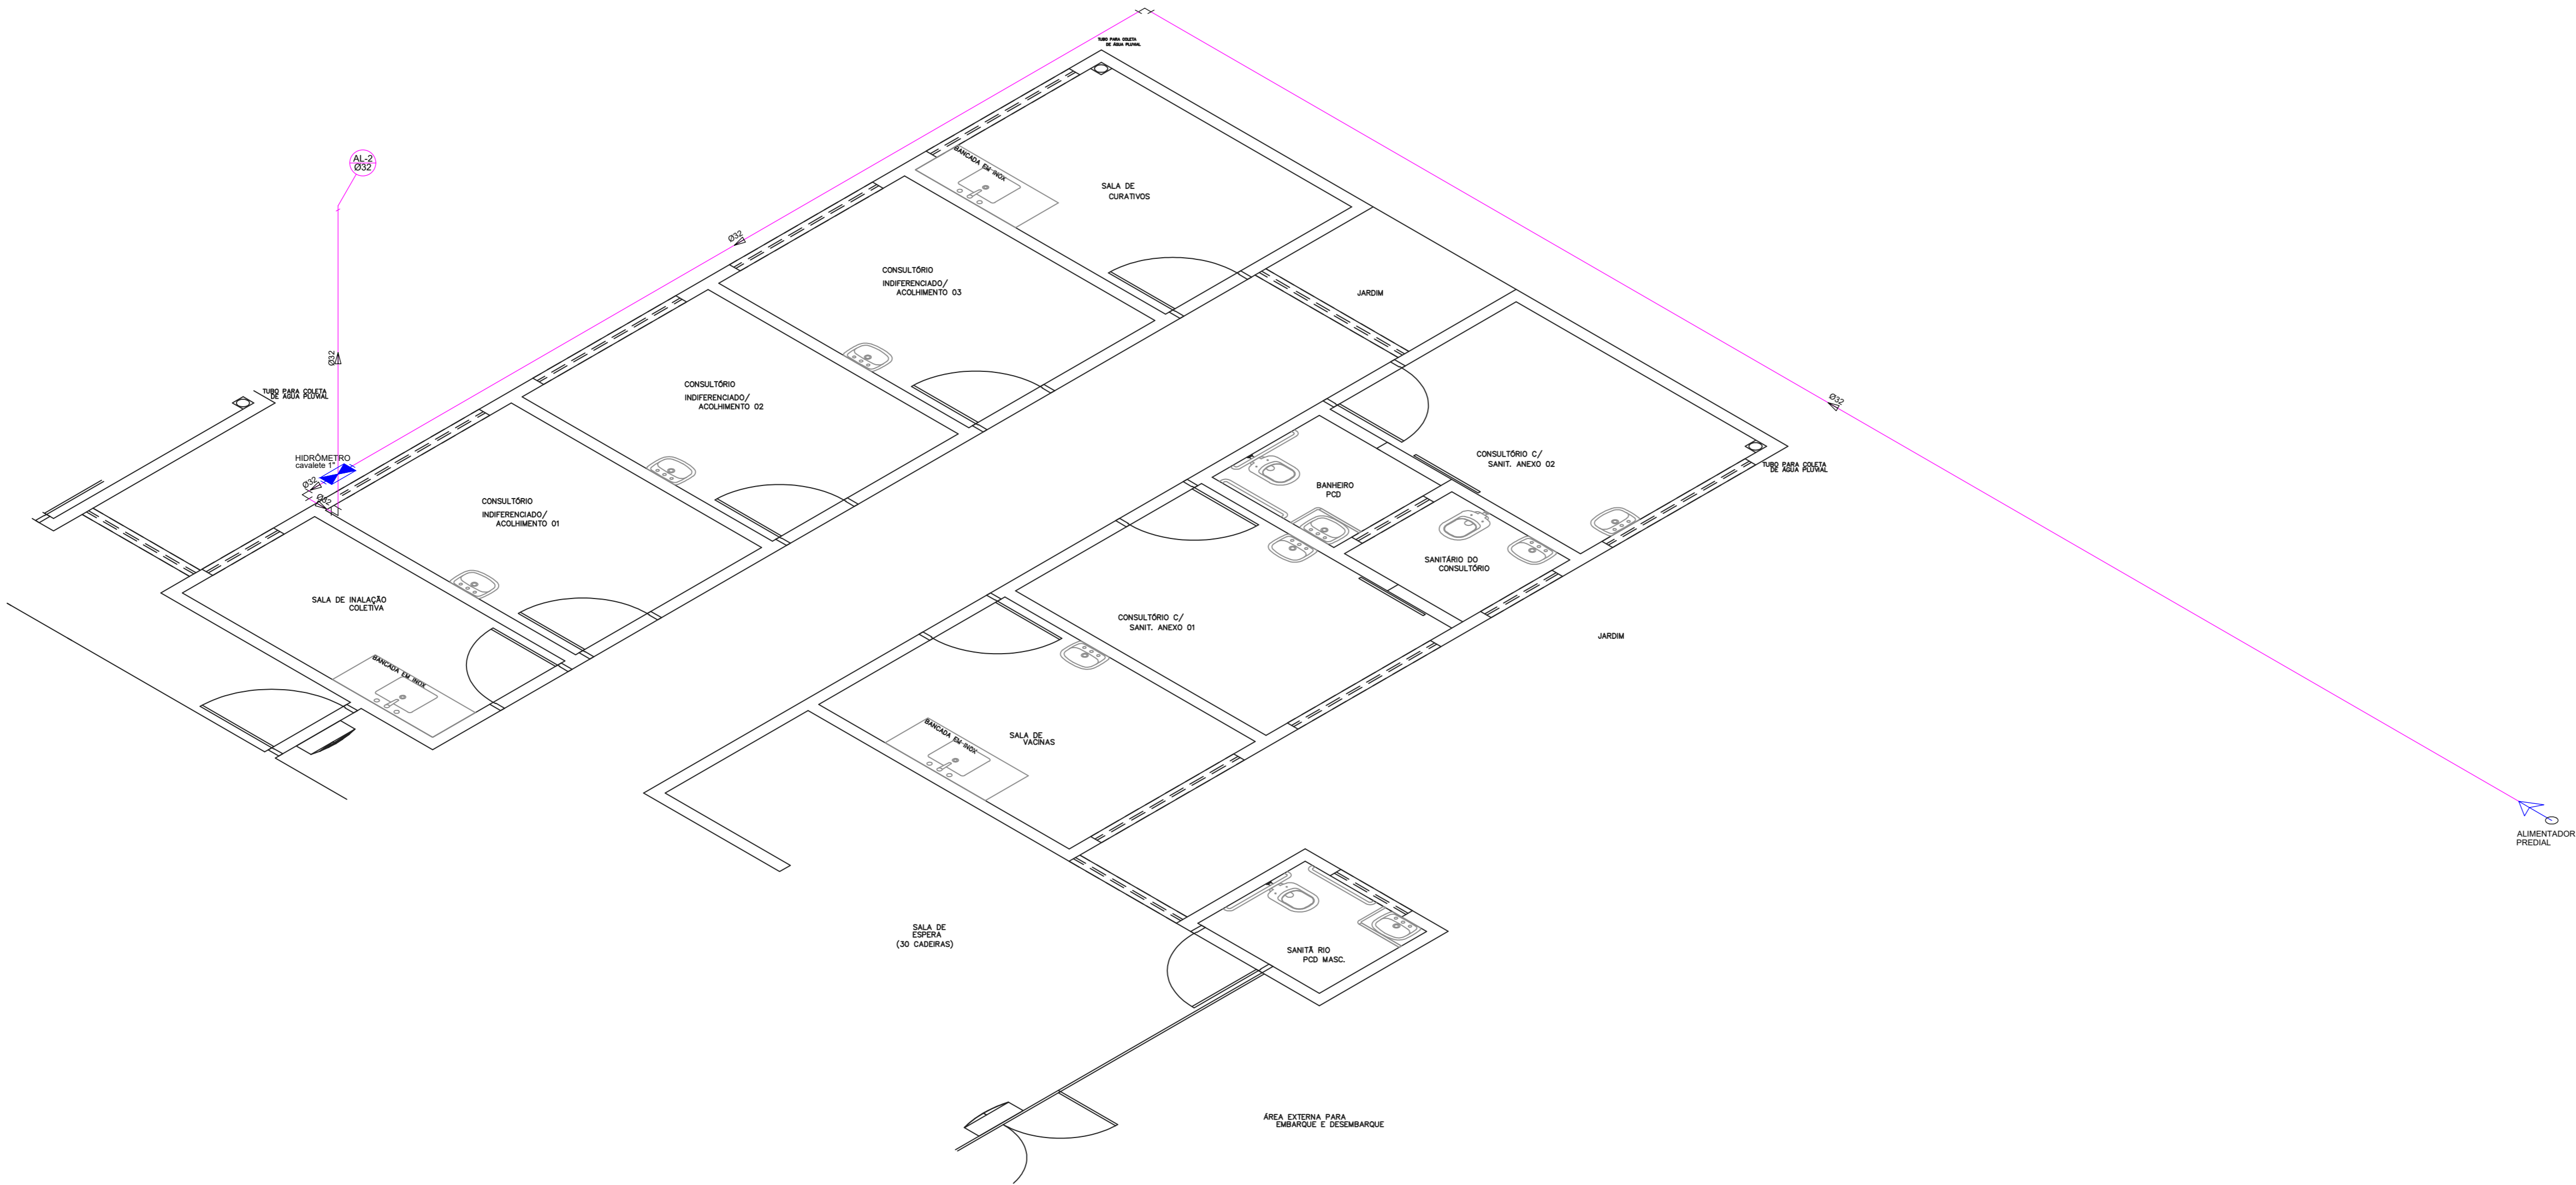 TUBO PARA COLETA
DE ÁGUA PLUVIAL
AL-2
Ø32
BANCADA EM INOX
SALA DE
CURATIVOS
Ø32
CONSULTÓRIO
INDIFERENCIADO/
ACOLHIMENTO 03
JARDIM
Ø32
CONSULTÓRIO
INDIFERENCIADO/
ACOLHIMENTO 02
TUBO PARA COLETA
DE ÁGUA PLUVIAL
Ø32
HIDRÔMETRO
cavalete 1"
Ø32
Ø32
CONSULTÓRIO C/
SANIT. ANEXO 02
TUBO PARA COLETA
DE ÁGUA PLUVIAL
BANHEIRO
PCD
CONSULTÓRIO
INDIFERENCIADO/
ACOLHIMENTO 01
SANITÁRIO DO
CONSULTÓRIO
SALA DE INALAÇÃO
COLETIVA
CONSULTÓRIO C/
SANIT. ANEXO 01
JARDIM
BANCADA EM INOX
BANCADA EM INOX
SALA DE
VACINAS
ALIMENTADOR
PREDIAL
SALA DE
ESPERA
(30 CADEIRAS)
SANITÃ RIO
PCD MASC.
ÁREA EXTERNA PARA
EMBARQUE E DESEMBARQUE